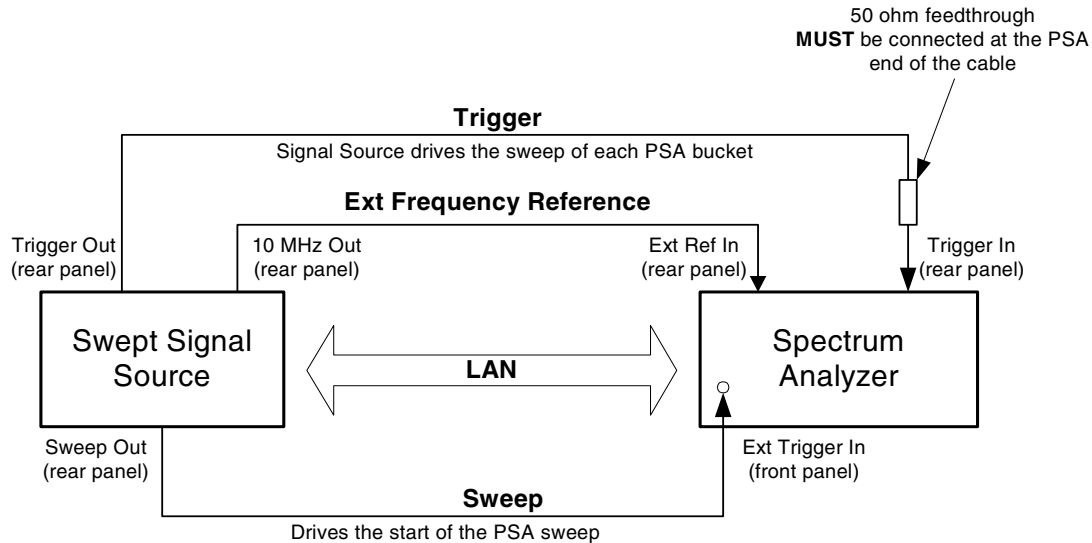 50 ohm feedthrough
MUST be connected at the PSA
end of the cable
Trigger
Signal Source drives the sweep of each PSA bucket
Ext Frequency Reference
Trigger Out
(rear panel)
10 MHz Out
(rear panel)
Ext Ref In
(rear panel)
Trigger In
(rear panel)
Swept Signal
Source
LAN
Spectrum
Analyzer
Sweep Out
(rear panel)
Ext Trigger In
(front panel)
Sweep
Drives the start of the PSA sweep